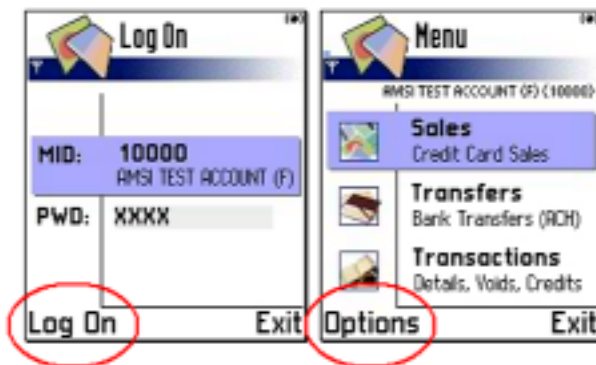 Log On
MID: 10000
AMSI TEST ACCOUNT (F)
PWD: XXXX
Log On Exit
Menu
AMSI TEST ACCOUNT (F) (10000)
Sales
Credit Card Sales
Transfers
Bank Transfers (ACH)
Transactions
Details, Voids, Credits
Options Exit